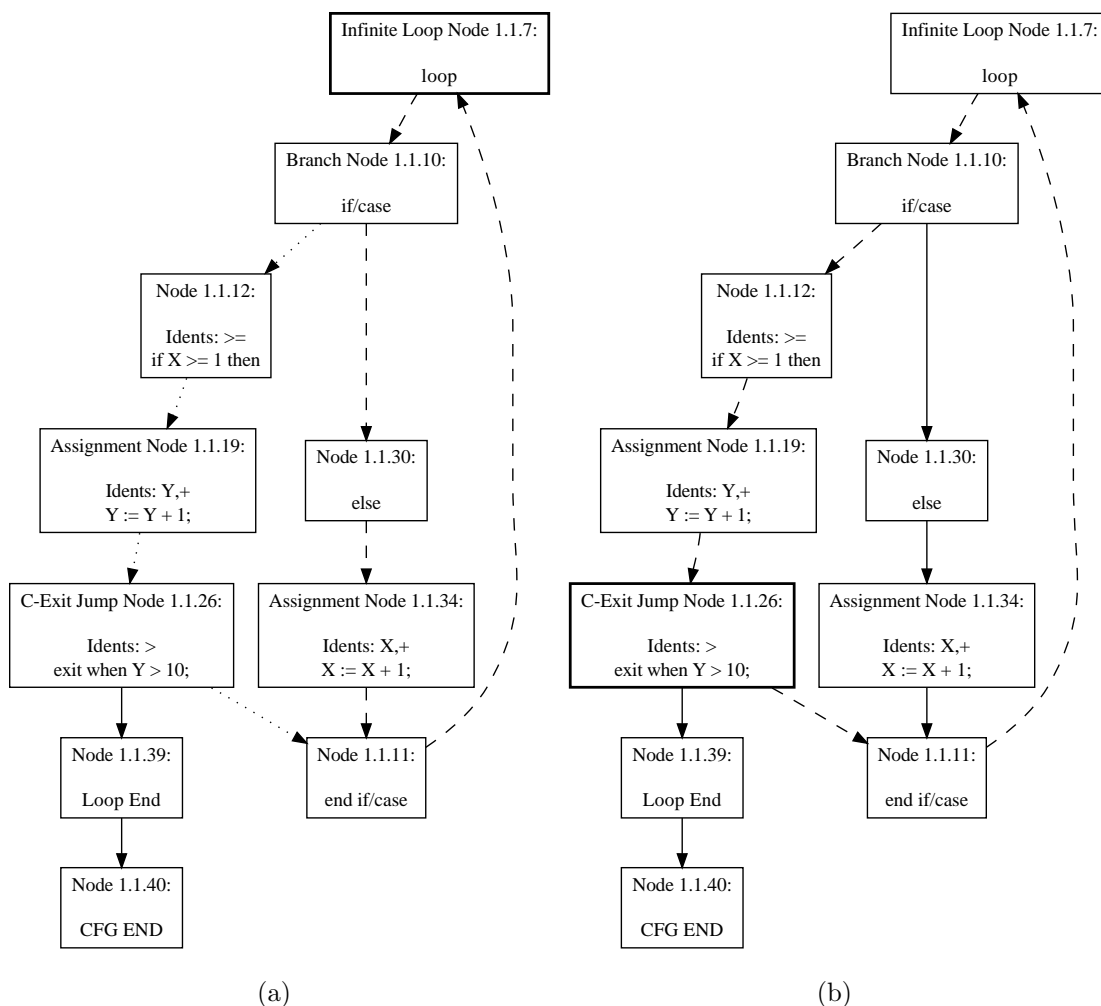 Infinite Loop Node 1.1.7:
loop
Branch Node 1.1.10:
if/case
Node 1.1.12:
Idents: >=
if X >= 1 then
Assignment Node 1.1.19:
Idents: Y,+
Y := Y + 1;
Node 1.1.30:
else
C-Exit Jump Node 1.1.26:
Idents: >
exit when Y > 10;
Assignment Node 1.1.34:
Idents: X,+
X := X + 1;
Node 1.1.39:
Loop End
Node 1.1.11:
end if/case
Node 1.1.40:
CFG END
(a)
Infinite Loop Node 1.1.7:
loop
Branch Node 1.1.10:
if/case
Node 1.1.12:
Idents: >=
if X >= 1 then
Assignment Node 1.1.19:
Idents: Y,+
Y := Y + 1;
Node 1.1.30:
else
C-Exit Jump Node 1.1.26:
Idents: >
exit when Y > 10;
Assignment Node 1.1.34:
Idents: X,+
X := X + 1;
Node 1.1.39:
Loop End
Node 1.1.11:
end if/case
Node 1.1.40:
CFG END
(b)